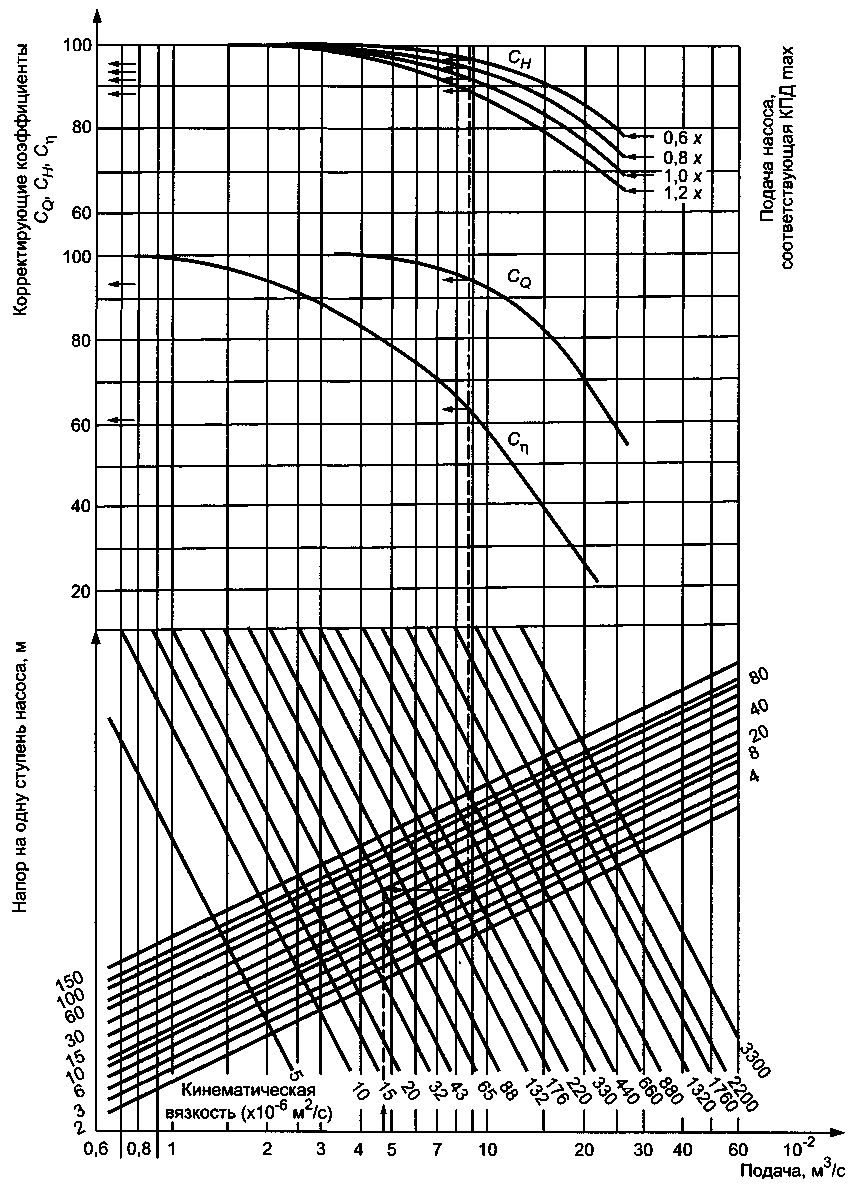 Корректирующие коэффициенты
C_Q, C_H, C_η
Подача насоса,
соответствующая КПД max
100
80
60
100
80
60
40
20
C_H
0,6 x
0,8 x
1,0 x
1,2 x
C_Q
C_η
Напор на одну ступень насоса, м
80
40
20
8
4
150
100
60
30
15
10
6
3
2
Кинематическая
вязкость (x10⁻⁶ м²/с)
5
10
15
20
32
43
65
88
132
176
220
330
440
660
880
1320
1760
2200
3300
0,6 0,8 1 2 3 4 5 7 10 20 30 40 60 10⁻²
Подача, м³/с